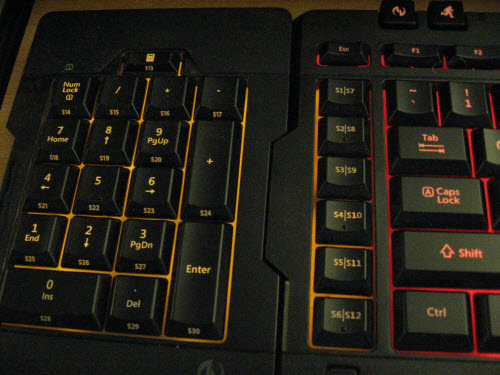 S13
Num
Lock
S14
/
S15
*
S16
-
S17
7
Home
S18
8
↑
S19
9
PgUp
S20
+
S24
4
←
S21
5
S22
6
→
S23
1
End
S25
2
↓
S26
3
PgDn
S27
Enter
S30
0
Ins
S28
.
Del
S29
Esc
F1
F2
S1|S7
S2|S8
S3|S9
S4|S10
S5|S11
S6|S12
~
`
!
1
Tab
A
Caps
Lock
Shift
Ctrl